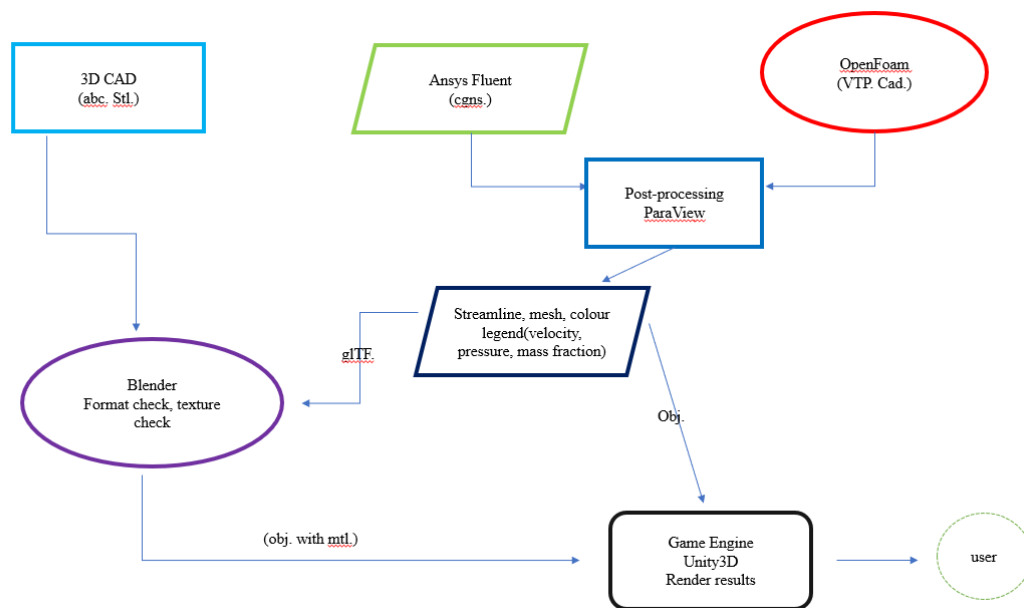 3D CAD
(abc. Stl.)
Ansys Fluent
(cgns.)
OpenFoam
(VTP. Cad.)
Post-processing
ParaView
Streamline, mesh, colour
legend(velocity,
pressure, mass fraction)
glTF.
Blender
Format check, texture
check
Obj.
(obj. with mtl.)
Game Engine
Unity3D
Render results
user